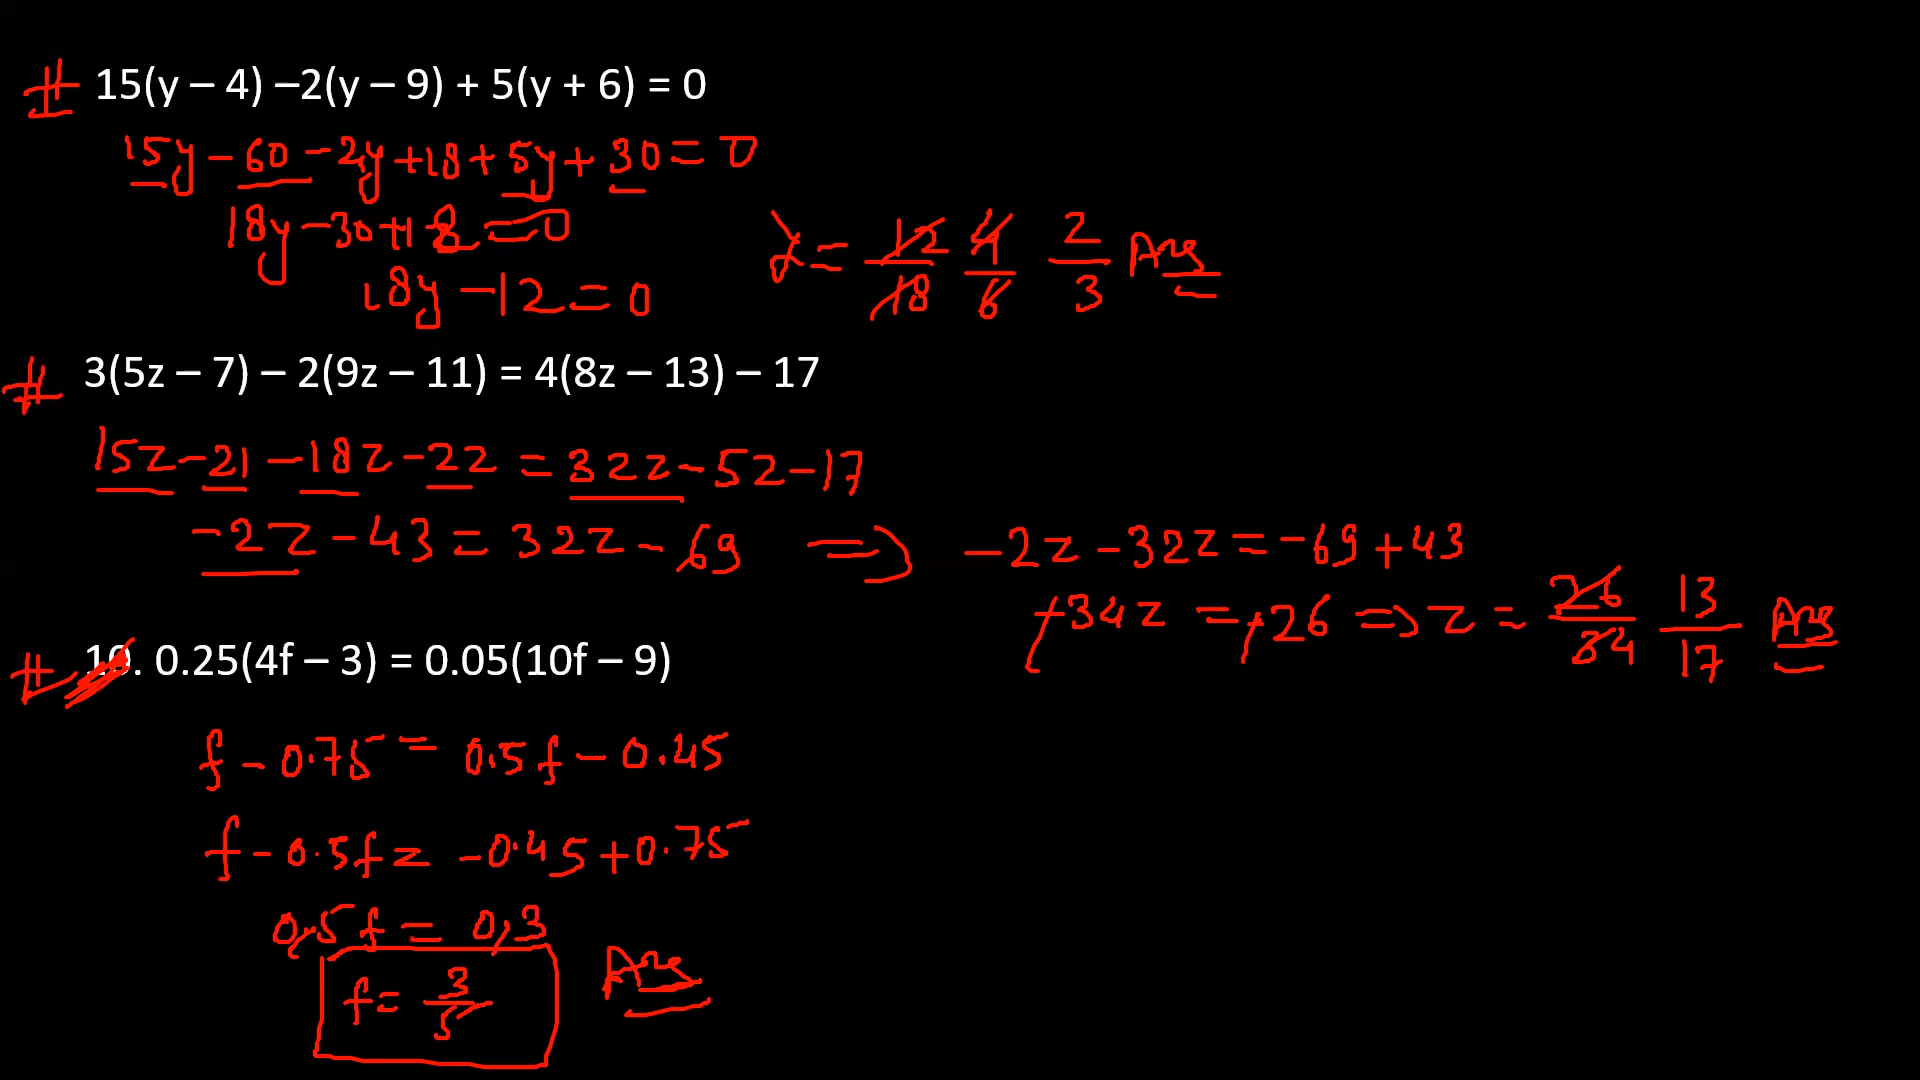 # 15(y – 4) –2(y – 9) + 5(y + 6) = 0
15y – 60 – 2y + 18 + 5y + 30 = 0
18y – 30 + 18 = 0
18y – 12 = 0
y = 12/18 4/6 2/3 Ans
# 3(5z – 7) – 2(9z – 11) = 4(8z – 13) – 17
15z – 21 – 18z – 22 = 32z – 52 – 17
-2z – 43 = 32z – 69 => -2z – 32z = -69 + 43
-34z = -26 => z = 26/34 13/17 Ans
# 10. 0.25(4f – 3) = 0.05(10f – 9)
f – 0.75 = 0.5f – 0.45
f – 0.5f = -0.45 + 0.75
0.5f = 0.3
f = 3/5 Ans